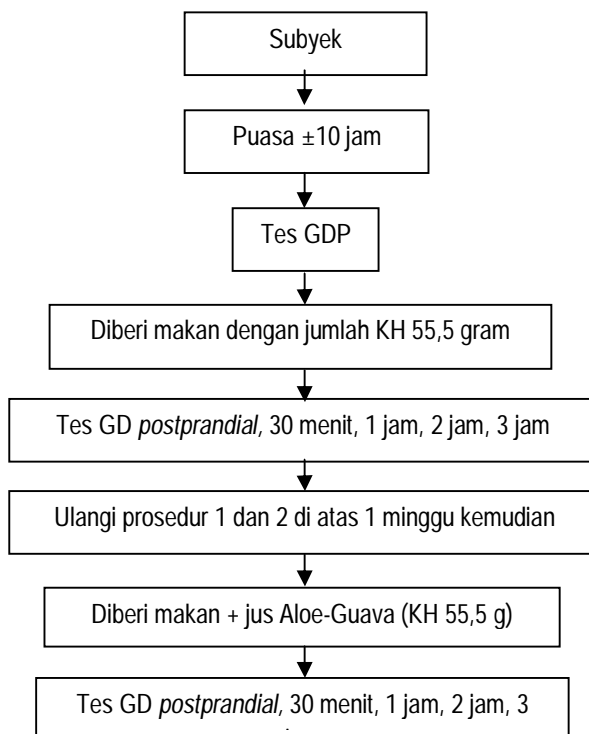 Subyek
Puasa ±10 jam
Tes GDP
Diberi makan dengan jumlah KH 55,5 gram
Tes GD postprandial, 30 menit, 1 jam, 2 jam, 3 jam
Ulangi prosedur 1 dan 2 di atas 1 minggu kemudian
Diberi makan + jus Aloe-Guava (KH 55,5 g)
Tes GD postprandial, 30 menit, 1 jam, 2 jam, 3